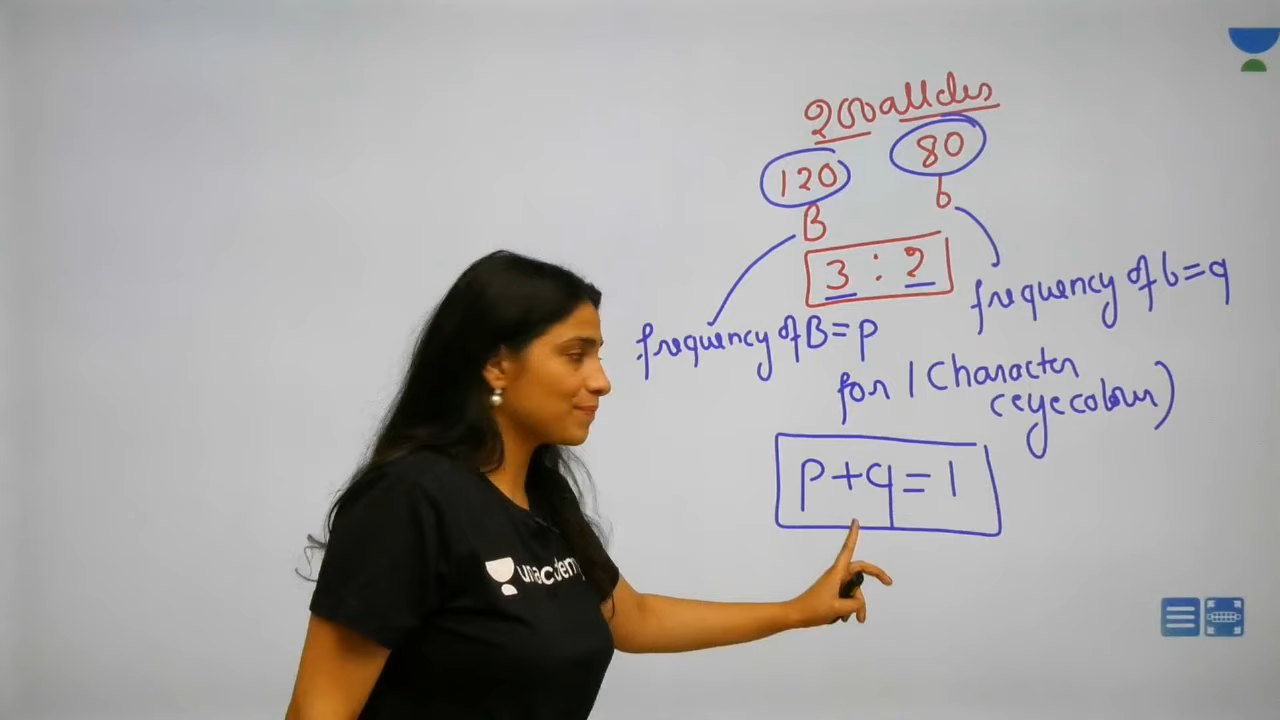 200 alleles
120 80
B b
3 : 2
frequency of b = q
frequency of B = p
for 1 Character
(eye colour)
p + q = 1
unacademy